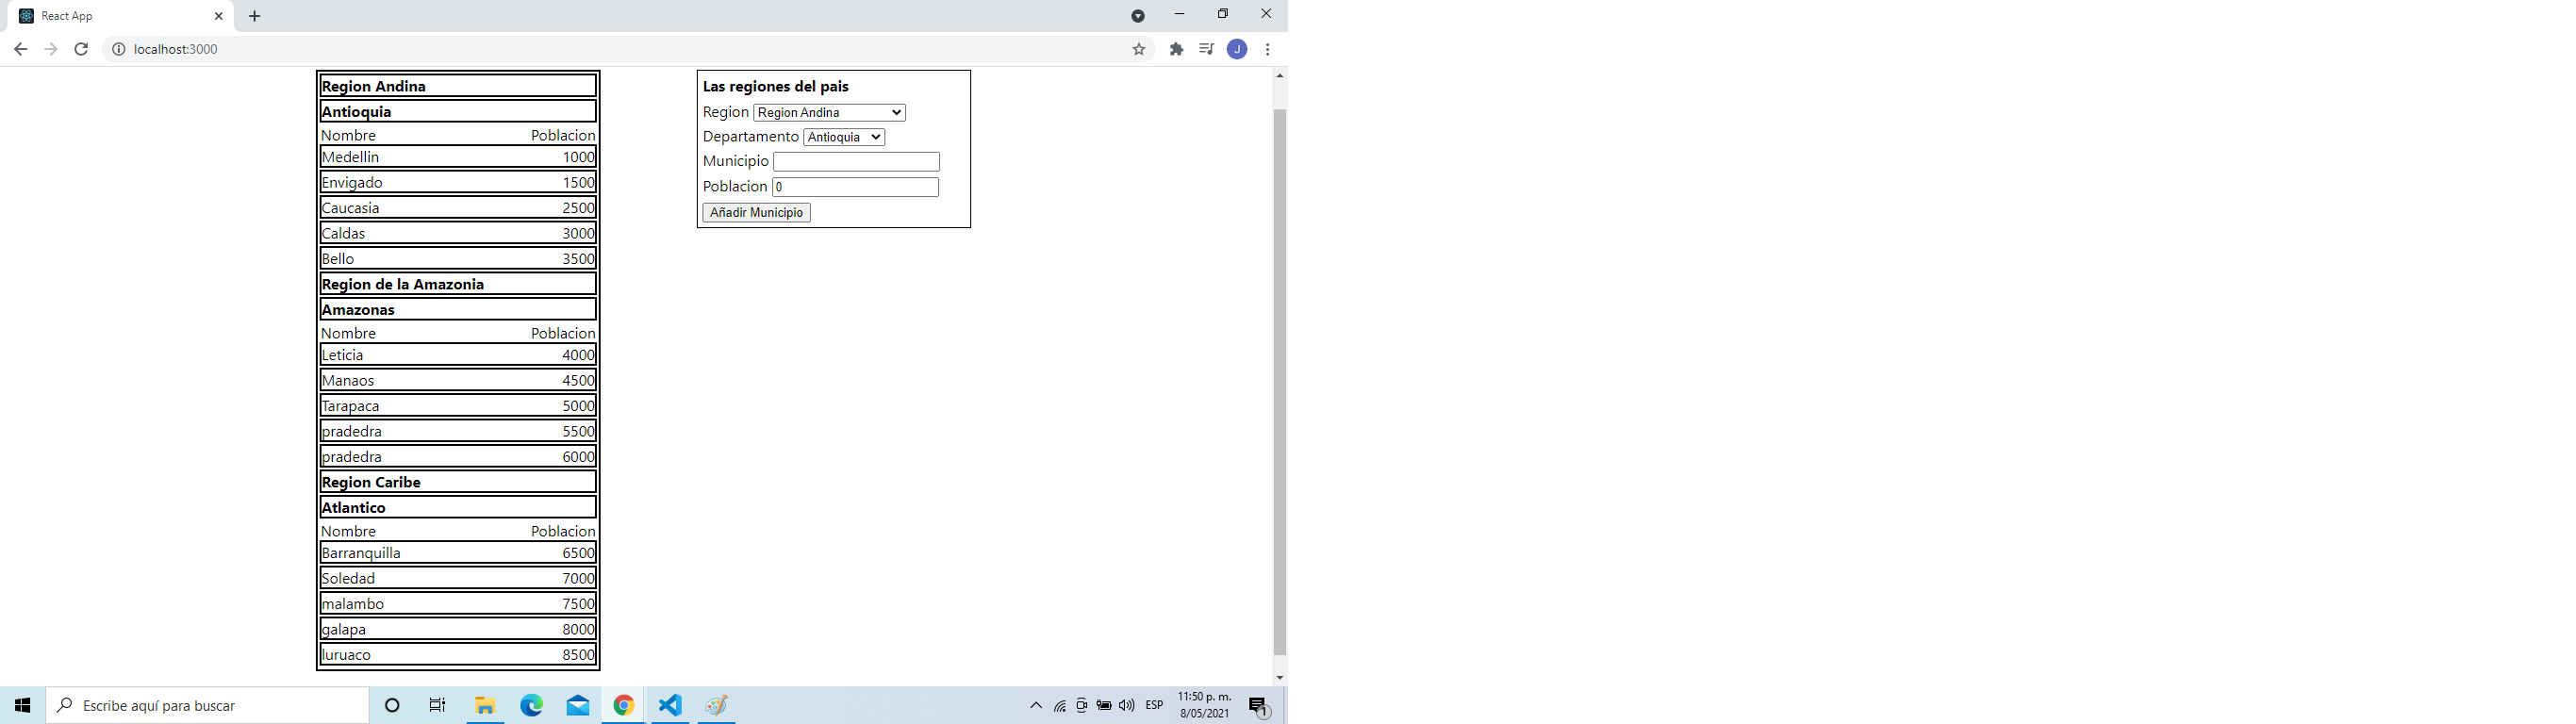 React App
localhost:3000
Region Andina
Antioquia
Nombre Poblacion
Medellin 1000
Envigado 1500
Caucasia 2500
Caldas 3000
Bello 3500
Region de la Amazonia
Amazonas
Nombre Poblacion
Leticia 4000
Manaos 4500
Tarapaca 5000
pradedra 5500
pradedra 6000
Region Caribe
Atlantico
Nombre Poblacion
Barranquilla 6500
Soledad 7000
malambo 7500
galapa 8000
luruaco 8500
Las regiones del pais
Region Region Andina
Departamento Antioquia
Municipio
Poblacion 0
Añadir Municipio
J
Escribe aquí para buscar
ESP
11:50 p. m.
8/05/2021
1